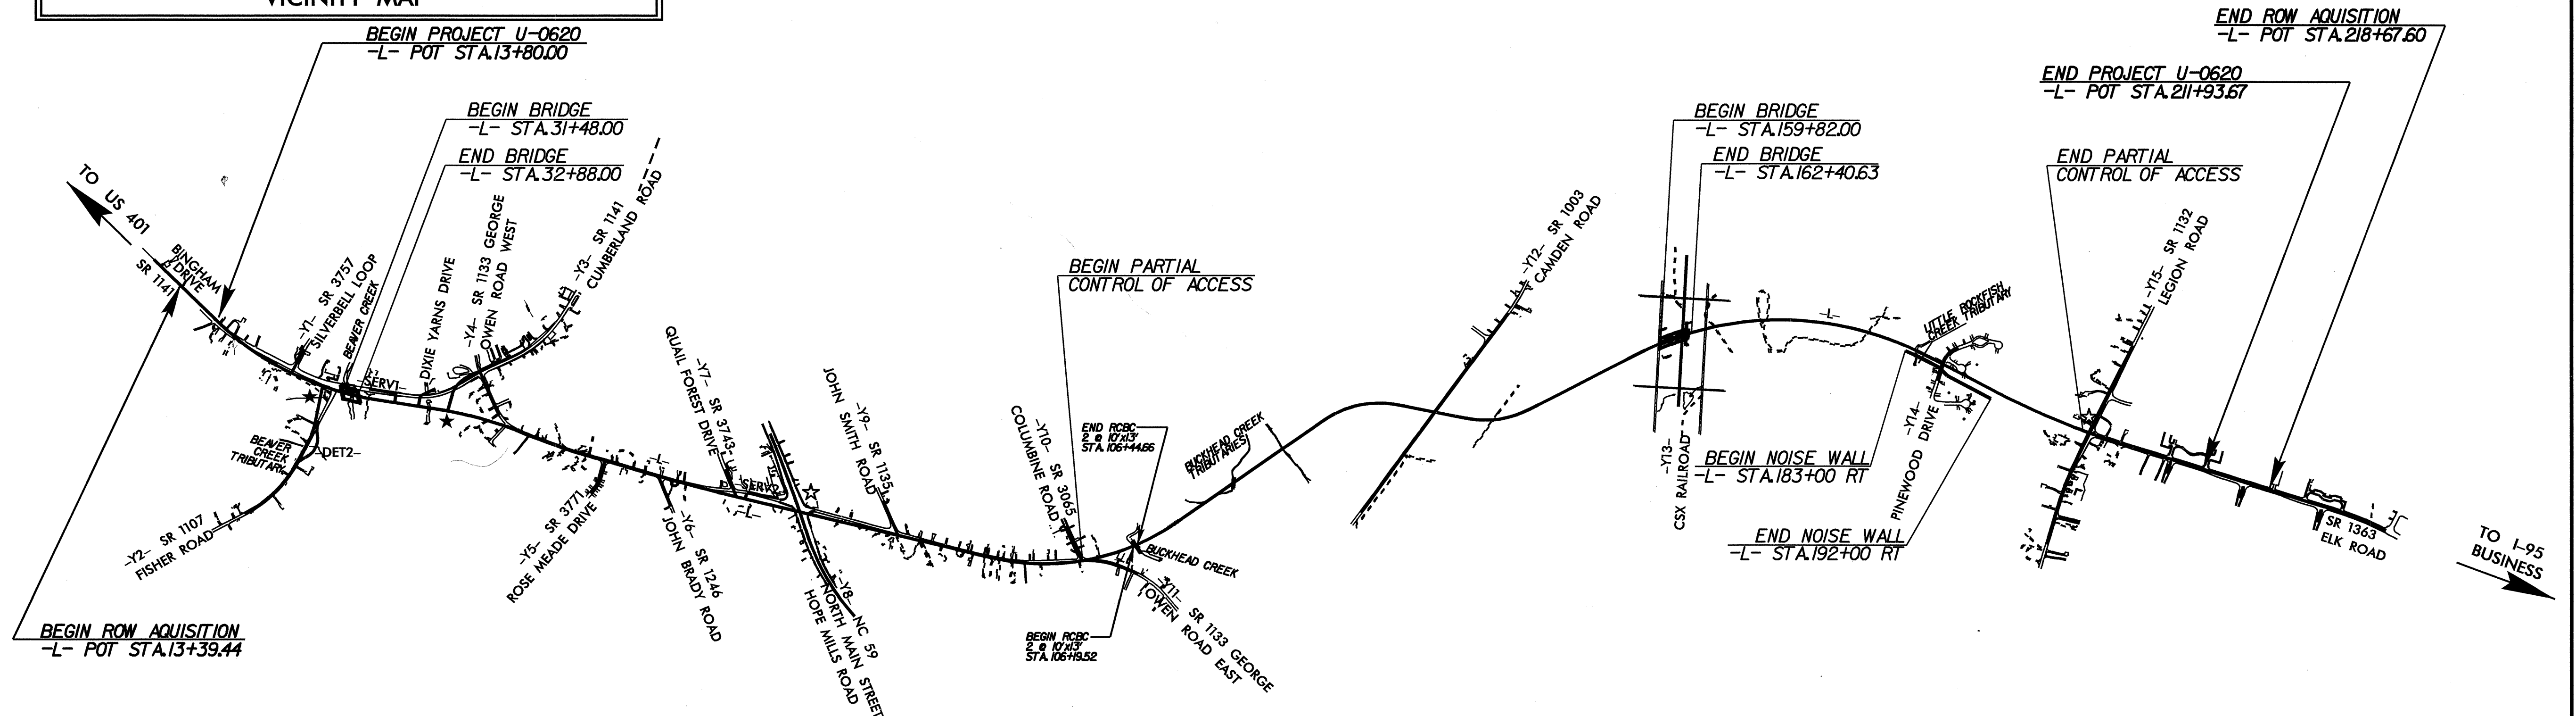 VICINITY MAP
BEGIN PROJECT U-0620
-L- POT STA.13+80.00
BEGIN BRIDGE
-L- STA.31+48.00
END BRIDGE
-L- STA.32+88.00
TO US 401
BINGHAM
DRIVE
SR 1141
-Y1- SR 3757
SILVERBELL LOOP
BEAVER CREEK
-SERV1-
DIXIE YARNS DRIVE
-Y4- SR 1133 GEORGE
OWEN ROAD WEST
-Y3- SR 1141
CUMBERLAND ROAD
BEAVER
CREEK
TRIBUTARY
-DET2-
-Y2- SR 1107
FISHER ROAD
BEGIN ROW AQUISITION
-L- POT STA.13+39.44
-Y5- SR 3771
ROSE MEADE DRIVE
-L-
-Y6- SR 1246
JOHN BRADY ROAD
-Y7- SR 3743
QUAIL FOREST DRIVE
-SERV2-
-L-
-Y8- NC 59
NORTH MAIN STREET
HOPE MILLS ROAD
-Y9- SR 1135
JOHN SMITH ROAD
BEGIN PARTIAL
CONTROL OF ACCESS
-Y10- SR 3065
COLUMBINE ROAD
END RCBC
2 @ 10'x13'
STA.106+44.66
BUCKHEAD CREEK
BEGIN RCBC
2 @ 10'x13'
STA.106+19.52
-Y11- SR 1133 GEORGE
OWEN ROAD EAST
BUCKHEAD CREEK
TRIBUTARIES
-Y12- SR 1003
CAMDEN ROAD
BEGIN BRIDGE
-L- STA.159+82.00
END BRIDGE
-L- STA.162+40.63
-Y13-
CSX RAILROAD
-L-
BEGIN NOISE WALL
-L- STA.183+00 RT
END NOISE WALL
-L- STA.192+00 RT
LITTLE ROCKFISH
CREEK TRIBUTARY
-Y14-
PINEWOOD DRIVE
END PARTIAL
CONTROL OF ACCESS
-Y15- SR 1132
LEGION ROAD
END PROJECT U-0620
-L- POT STA.211+93.67
END ROW AQUISITION
-L- POT STA.218+67.60
SR 1363
ELK ROAD
TO I-95
BUSINESS